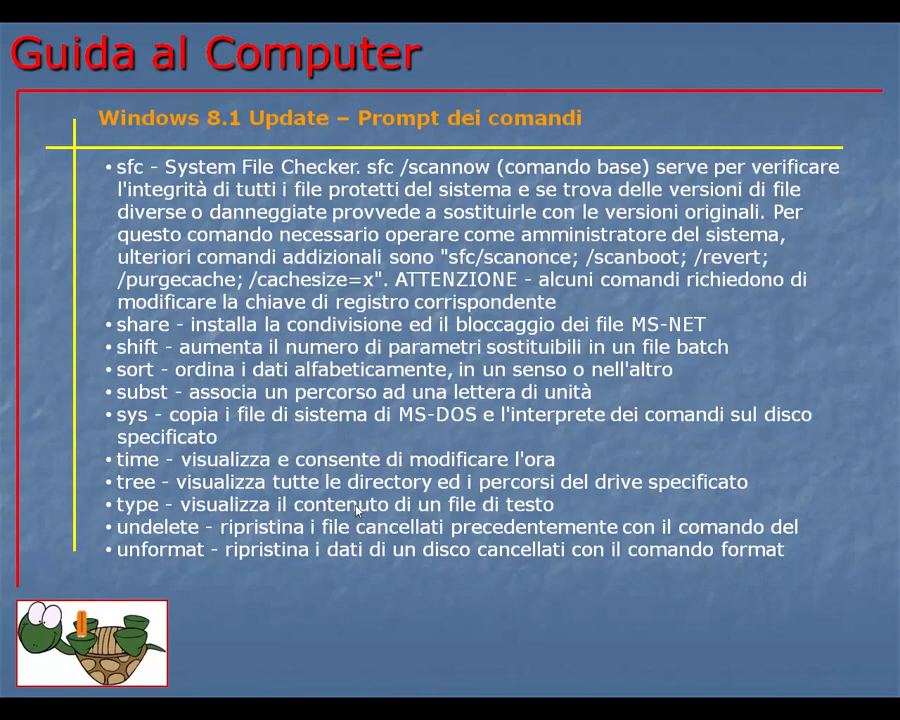 Guida al Computer
Windows 8.1 Update – Prompt dei comandi
• sfc - System File Checker. sfc /scannow (comando base) serve per verificare
l'integrità di tutti i file protetti del sistema e se trova delle versioni di file
diverse o danneggiate provvede a sostituirle con le versioni originali. Per
questo comando necessario operare come amministratore del sistema,
ulteriori comandi addizionali sono "sfc/scanonce; /scanboot; /revert;
/purgecache; /cachesize=x". ATTENZIONE - alcuni comandi richiedono di
modificare la chiave di registro corrispondente
• share - installa la condivisione ed il bloccaggio dei file MS-NET
• shift - aumenta il numero di parametri sostituibili in un file batch
• sort - ordina i dati alfabeticamente, in un senso o nell'altro
• subst - associa un percorso ad una lettera di unità
• sys - copia i file di sistema di MS-DOS e l'interprete dei comandi sul disco
specificato
• time - visualizza e consente di modificare l'ora
• tree - visualizza tutte le directory ed i percorsi del drive specificato
• type - visualizza il contenuto di un file di testo
• undelete - ripristina i file cancellati precedentemente con il comando del
• unformat - ripristina i dati di un disco cancellati con il comando format